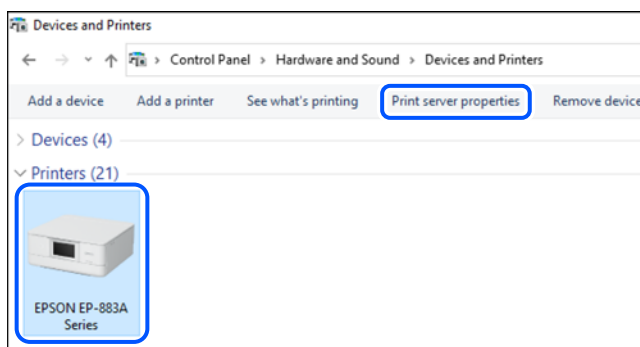 Devices and Printers
Control Panel > Hardware and Sound > Devices and Printers
Add a device Add a printer See what's printing Print server properties Remove device
Devices (4)
Printers (21)
EPSON EP-883A
Series